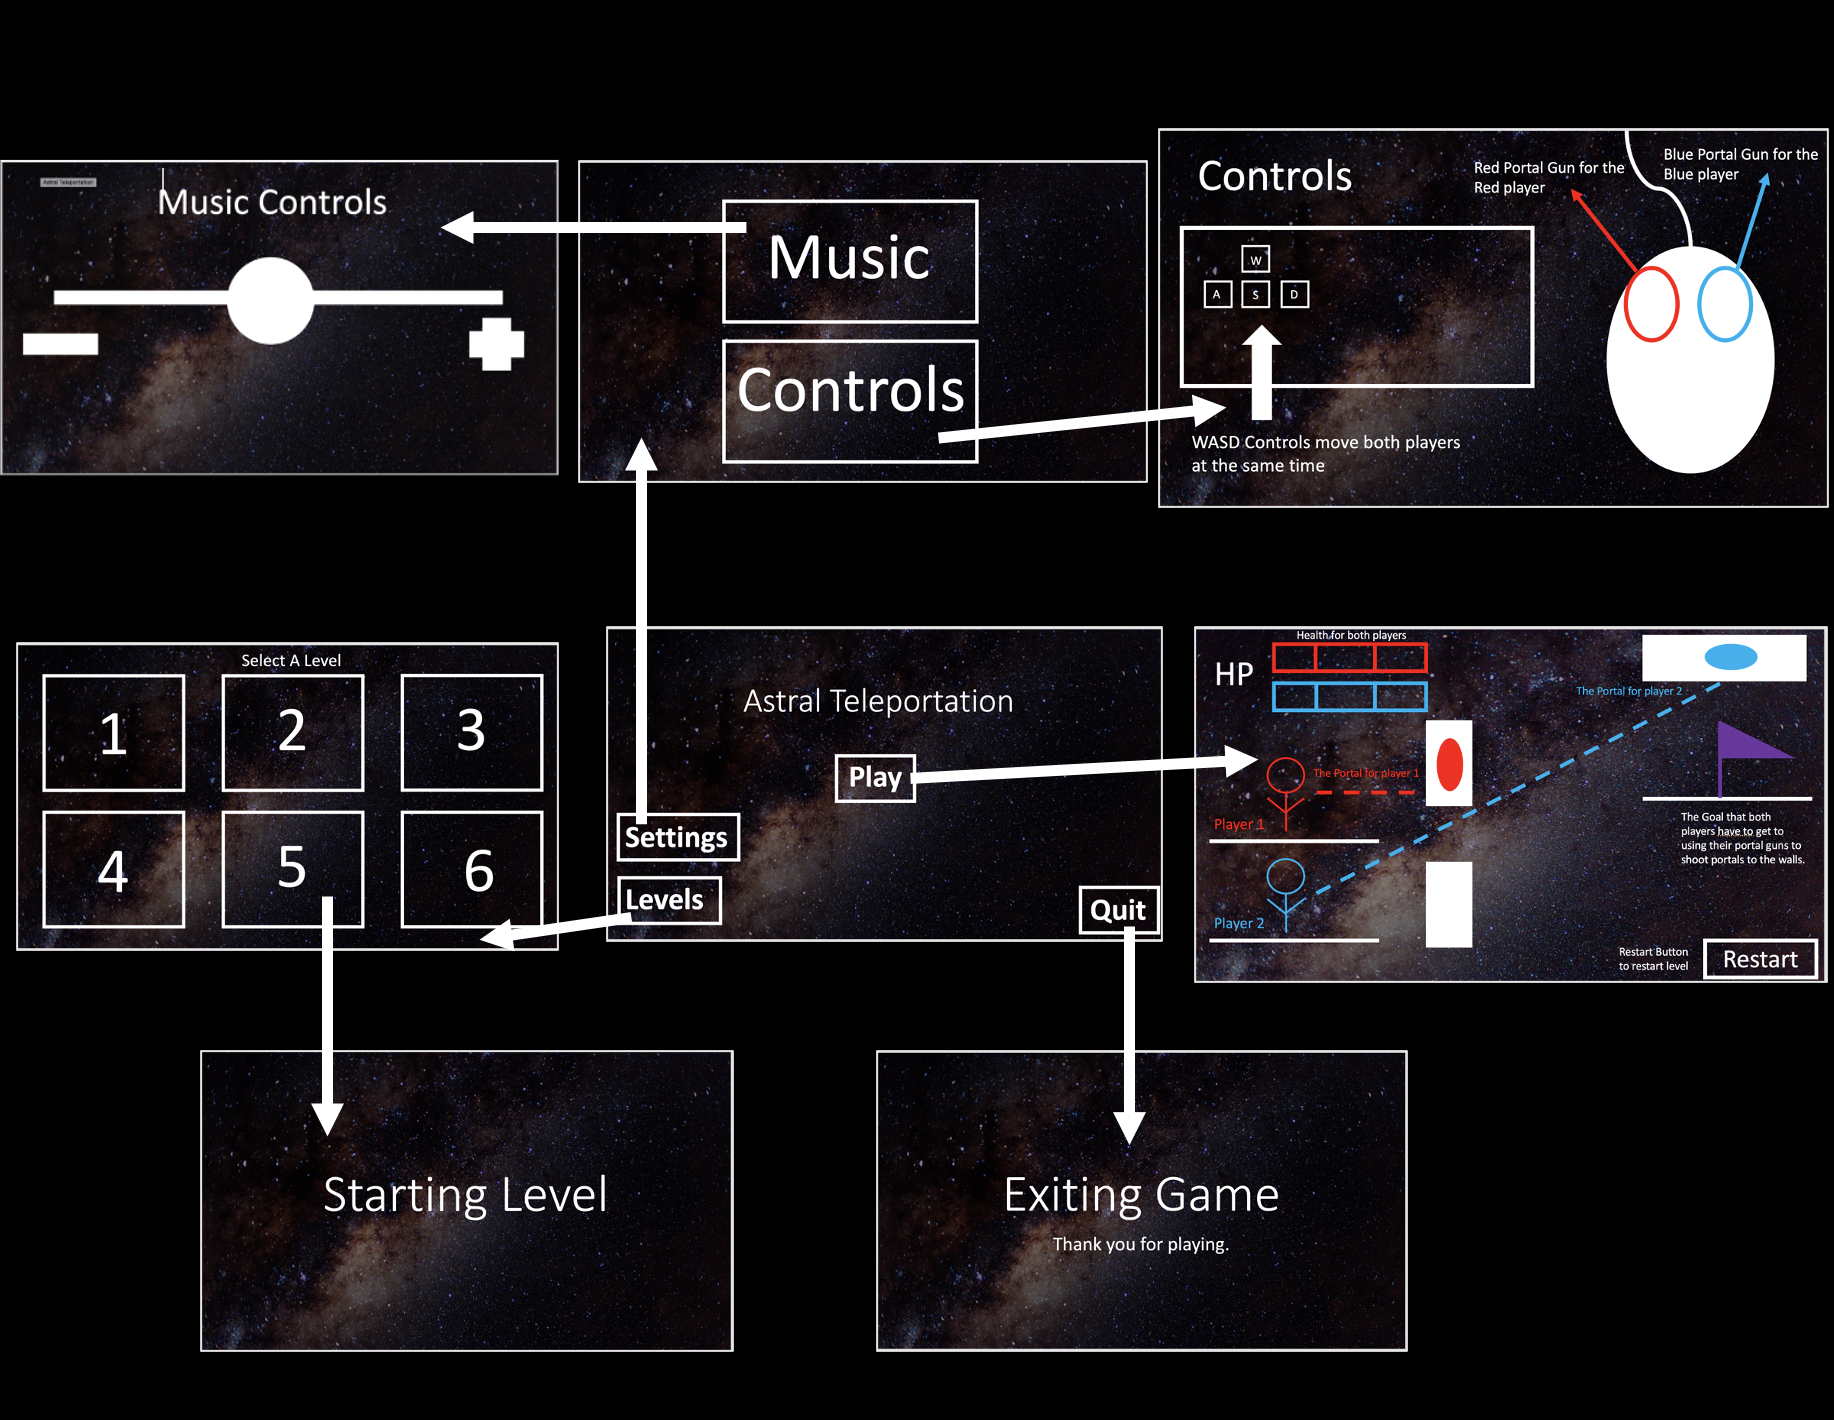 Astral Teleportation
Music Controls
Music
Controls
Controls
Red Portal Gun for the
Red player
Blue Portal Gun for the
Blue player
W
A S D
WASD Controls move both players
at the same time
Select A Level
1 2 3
4 5 6
Astral Teleportation
Play
Settings
Levels
Quit
Health for both players
HP
The Portal for player 2
The Portal for player 1
Player 1
Player 2
The Goal that both
players have to get to
using their portal guns to
shoot portals to the walls.
Restart Button
to restart level
Restart
Starting Level
Exiting Game
Thank you for playing.